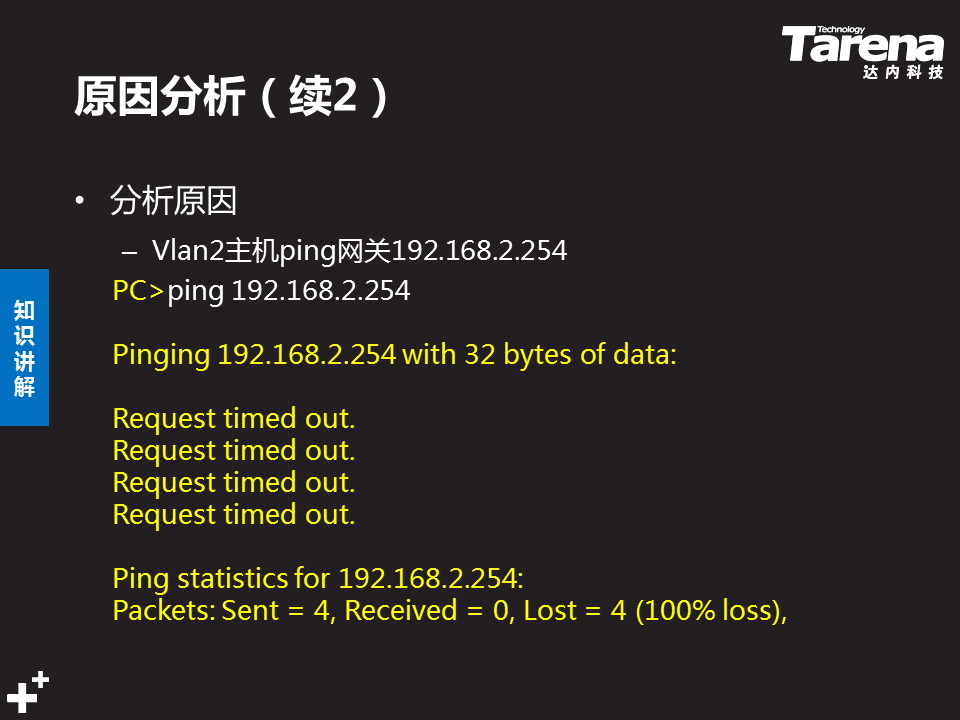 Technology
Tarena
达内科技
原因分析（续2）
• 分析原因
– Vlan2主机ping网关192.168.2.254
PC>ping 192.168.2.254
Pinging 192.168.2.254 with 32 bytes of data:
Request timed out.
Request timed out.
Request timed out.
Request timed out.
Ping statistics for 192.168.2.254:
Packets: Sent = 4, Received = 0, Lost = 4 (100% loss),
知识讲解